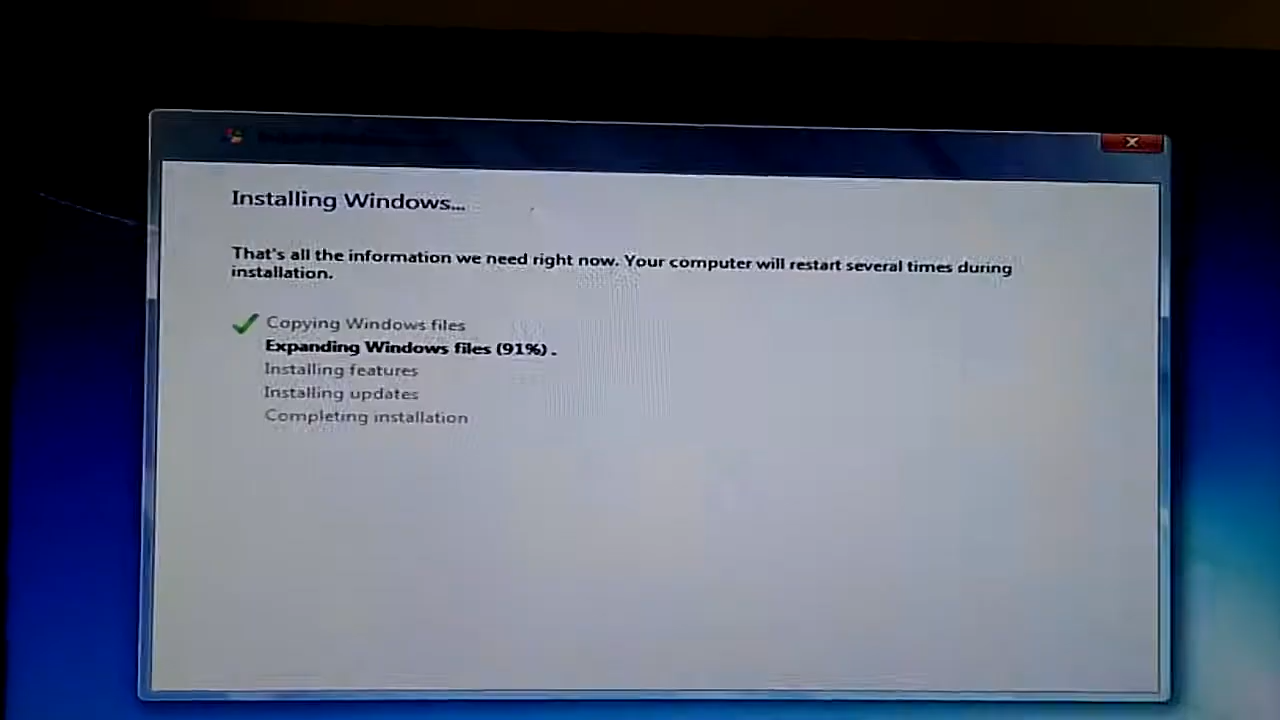 Installing Windows...
That's all the information we need right now. Your computer will restart several times during
installation.
Copying Windows files
Expanding Windows files (91%) .
Installing features
Installing updates
Completing installation